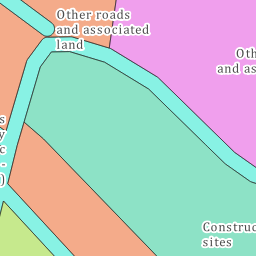 Other roads
and associated
land
Oth
and as
s
y
c
-
)
Construc
sites